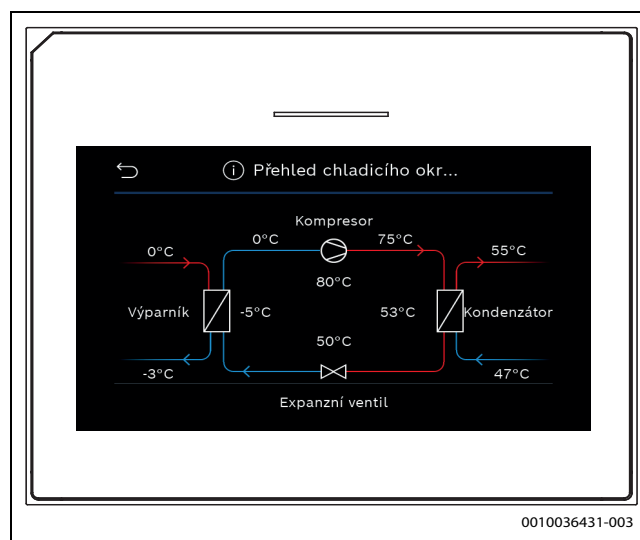 Přehled chladicího okr...
Kompresor
0°C
0°C
75°C
55°C
80°C
Výparník
-5°C
53°C
Kondenzátor
50°C
-3°C
47°C
Expanzní ventil
0010036431-003